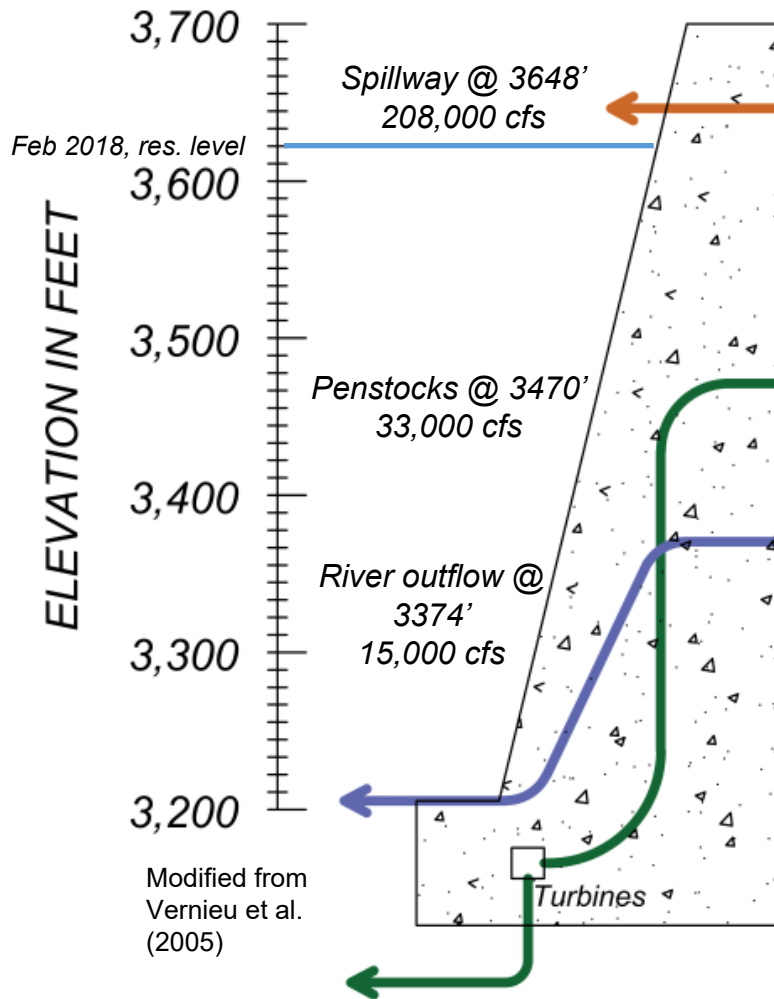 3,700
Spillway @ 3648’
208,000 cfs
Feb 2018, res. level
3,600
ELEVATION IN FEET
3,500
Penstocks @ 3470’
33,000 cfs
3,400
River outflow @
3374’
15,000 cfs
3,300
3,200
Modified from
Vernieu et al.
(2005)
Turbines